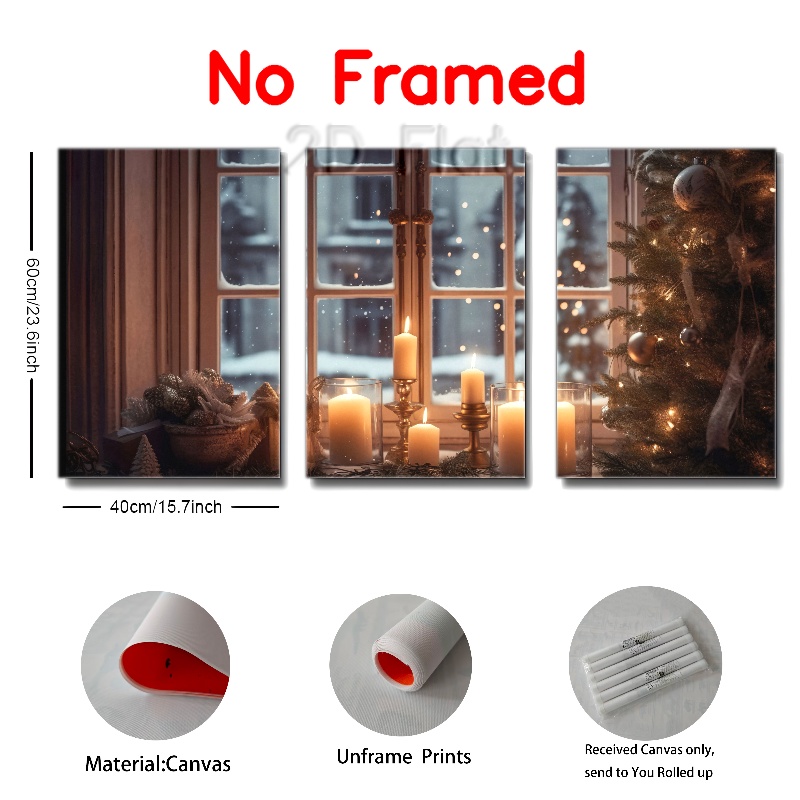 No Framed
2D Flat
60cm/23.6inch
40cm/15.7inch
Material:Canvas
Unframe Prints
Received Canvas only,
send to You Rolled up